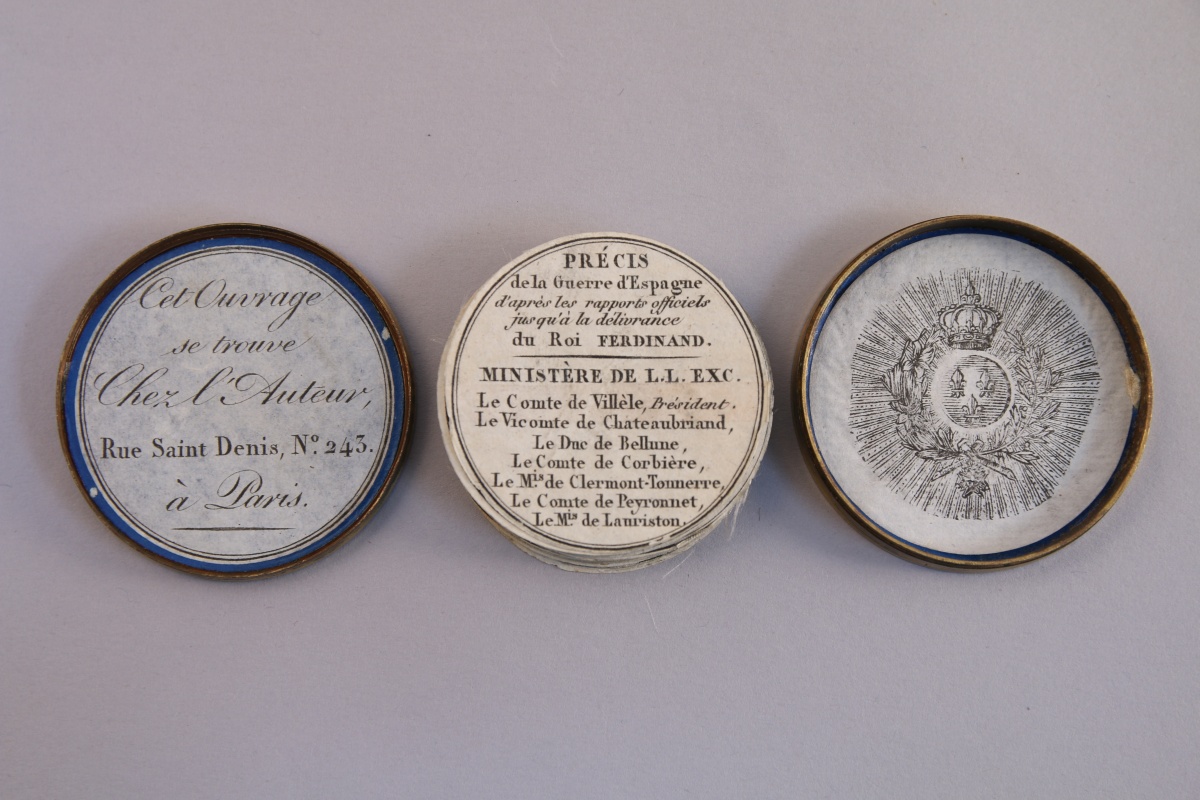 Cet Ouvrage
se trouve
Chez l'Auteur,
Rue Saint Denis, Nº. 243.
à Paris.
PRÉCIS
de la Guerre d'Espagne
d'après les rapports officiels
jusqu'à la délivrance
du Roi FERDINAND.
MINISTÈRE DE L.L. EXC.
Le Comte de Villèle, Président.
Le Vicomte de Châteaubriand,
Le Duc de Bellune,
Le Comte de Corbière,
Le Mis de Clermont-Tonnerre,
Le Comte de Peyronnet,
Le Mis de Lauriston.